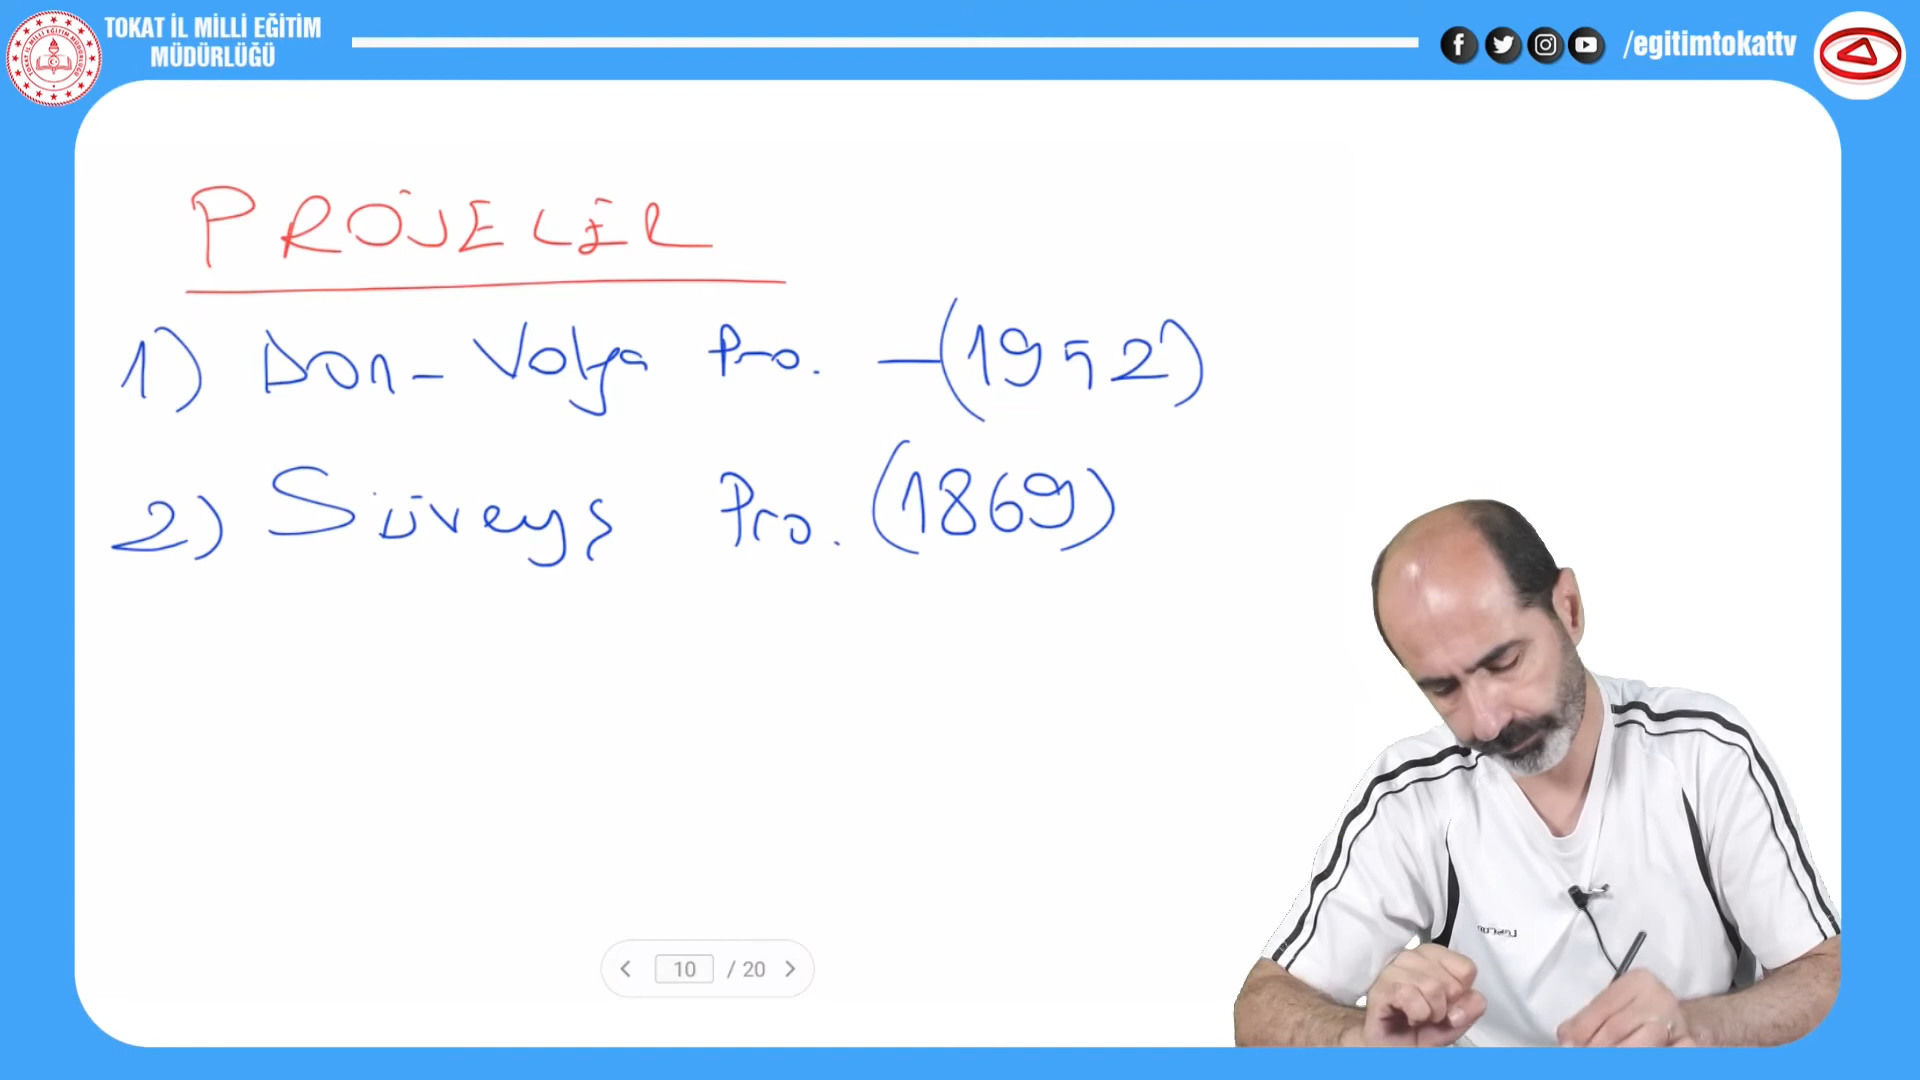 TOKAT İL MİLLİ EĞİTİM
MÜDÜRLÜĞÜ
/egitimtokattv
PROJELER
1) Don-Volga Pro. -(1952)
2) Süveyş Pro. (1869)
10 / 20